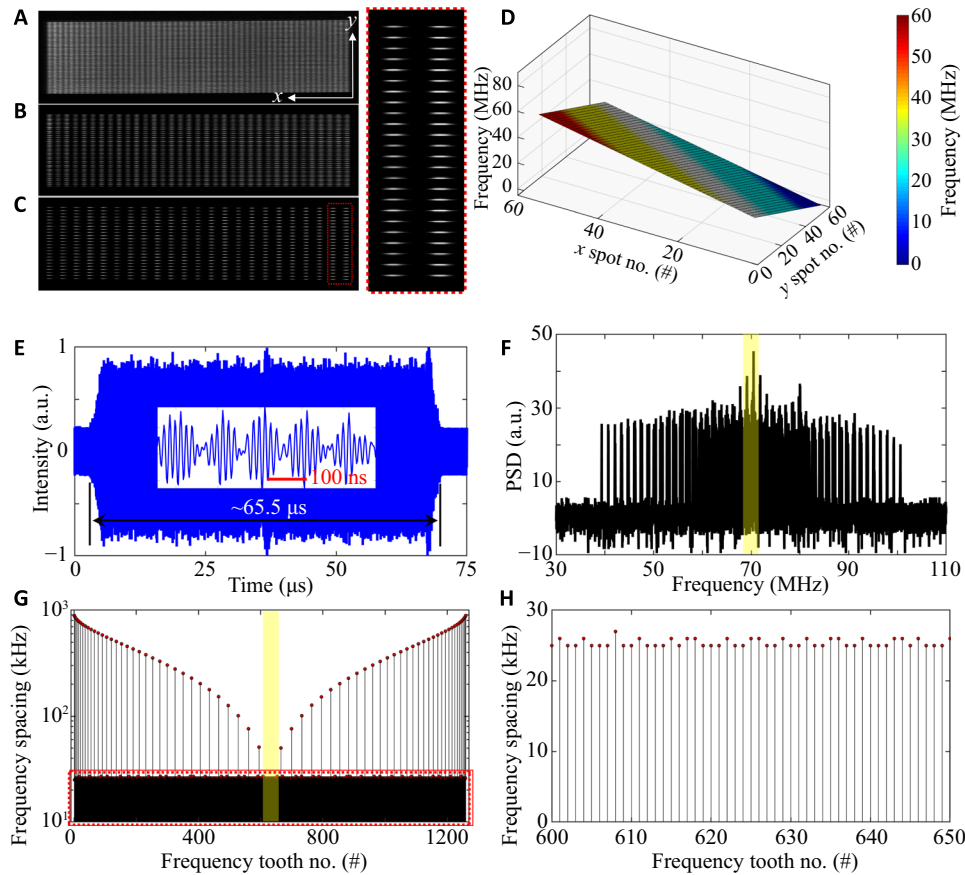 A
y
x
B
C
D
Frequency (MHz)
80
60
40
20
0
60
40
20
0
x spot no. (#)
0
20
40
60
y spot no. (#)
60
50
40
30
20
10
0
Frequency (MHz)
E
Intensity (a.u.)
1
0
−1
100 ns
~65.5 μs
0
25
50
75
Time (μs)
F
PSD (a.u.)
50
30
10
−10
30
50
70
90
110
Frequency (MHz)
G
Frequency spacing (kHz)
10³
10²
10¹
0
400
800
1200
Frequency tooth no. (#)
H
Frequency spacing (kHz)
30
20
10
0
600
610
620
630
640
650
Frequency tooth no. (#)